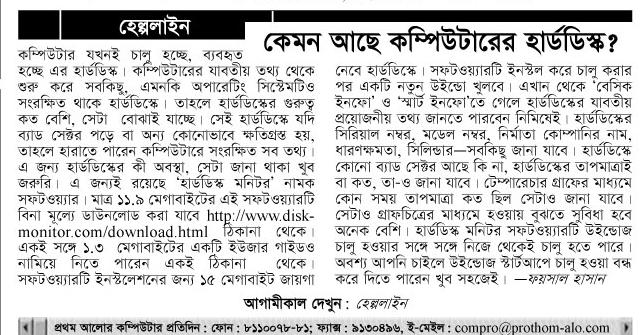 হেল্পলাইন
কেমন আছে কম্পিউটারের হার্ডডিস্ক?
কম্পিউটার যখনই চালু হচ্ছে, ব্যবহৃত
হচ্ছে এর হার্ডডিস্ক। কম্পিউটারের যাবতীয় তথ্য থেকে
শুরু করে সবকিছু, এমনকি অপারেটিং সিস্টেমটিও
সংরক্ষিত থাকে হার্ডডিস্কে। তাহলে হার্ডডিস্কের গুরুত্ব
কত বেশি, সেটা বোঝাই যাচ্ছে। সেই হার্ডডিস্কে যদি
ব্যাড সেক্টর পড়ে বা অন্য কোনোভাবে ক্ষতিগ্রস্ত হয়,
তাহলে হারাতে পারেন কম্পিউটারে সংরক্ষিত সব তথ্য।
এ জন্য হার্ডডিস্কের কী অবস্থা, সেটা জানা থাকা খুব
জরুরি। এ জন্যই রয়েছে 'হার্ডডিস্ক মনিটর' নামক
সফটওয়্যার। মাত্র ১১.৯ মেগাবাইটের এই সফটওয়্যারটি
বিনা মূল্যে ডাউনলোড করা যাবে http://www.disk-
monitor.com/download.html ঠিকানা থেকে।
একই সঙ্গে ১.৩ মেগাবাইটের একটি ইউজার গাইডও
নামিয়ে নিতে পারেন একই ঠিকানা থেকে।
সফটওয়্যারটি ইনস্টলেশনের জন্য ১৫ মেগাবাইট জায়গা
নেবে হার্ডডিস্কে। সফটওয়্যারটি ইনস্টল করে চালু করার
পর একটি নতুন উইন্ডো খুলবে। এখান থেকে 'বেসিক
ইনফো' ও 'স্মার্ট ইনফো'তে গেলে হার্ডডিস্কের যাবতীয়
প্রয়োজনীয় তথ্য জানতে পারবেন নিমিষেই। হার্ডডিস্কের
সিরিয়াল নম্বর, মডেল নম্বর, নির্মাতা কোম্পানির নাম,
ধারণক্ষমতা, সিলিন্ডার—সবকিছু জানা যাবে। হার্ডডিস্কে
কোনো ব্যাড সেক্টর আছে কি না, হার্ডডিস্কের তাপমাত্রাই
বা কত, তা-ও জানা যাবে। টেম্পারেচার গ্রাফের মাধ্যমে
কোন সময় তাপমাত্রা কত ছিল সেটাও জানা যাবে।
সেটাও গ্রাফচিত্রের মাধ্যমে হওয়ায় বুঝতে সুবিধা হবে
অনেক বেশি। হার্ডডিস্ক মনিটর সফটওয়্যারটি উইন্ডোজ
চালু হওয়ার সঙ্গে সঙ্গে নিজে থেকেই চালু হতে পারে।
অবশ্য আপনি চাইলে উইন্ডোজ স্টার্টআপে চালু হওয়া বন্ধ
করে দিতে পারেন খুব সহজেই। —ফয়সাল হাসান
আগামীকাল দেখুন : হেল্পলাইন
প্রথম আলোর কম্পিউটার প্রতিদিন : ফোন : ৮১১০০৭৮-৮১; ফ্যাক্স : ৯১৩০৪৯৬, ই-মেইল : compro@prothom-alo.com